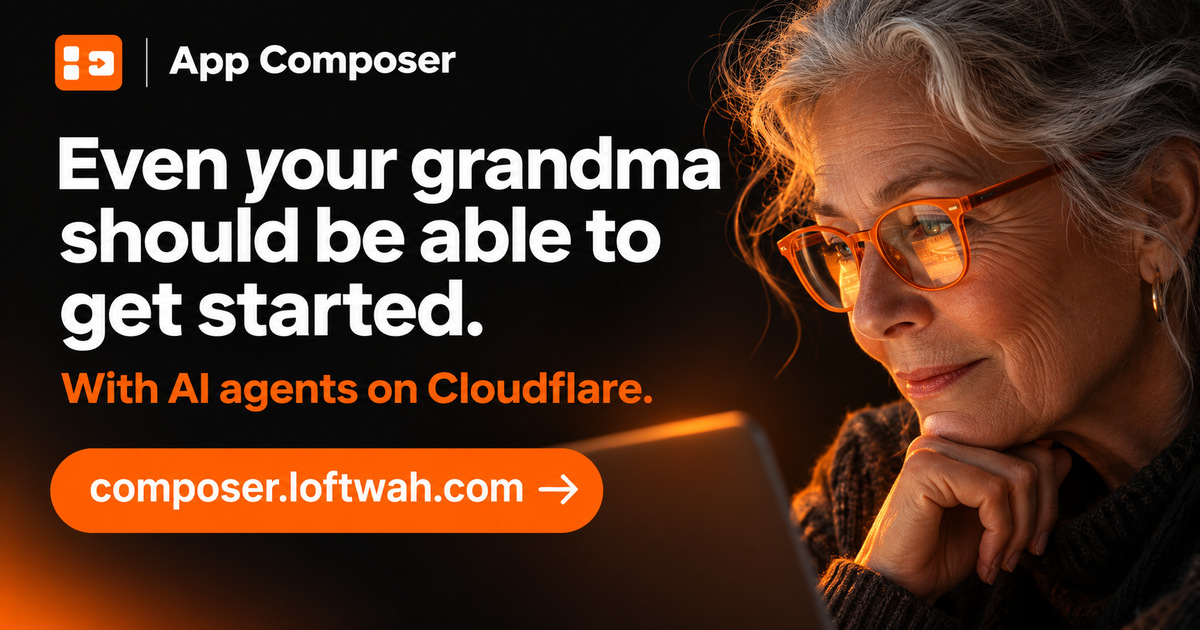 App Composer
Even your grandma
should be able to
get started.
With AI agents on Cloudflare.
composer.loftwah.com →